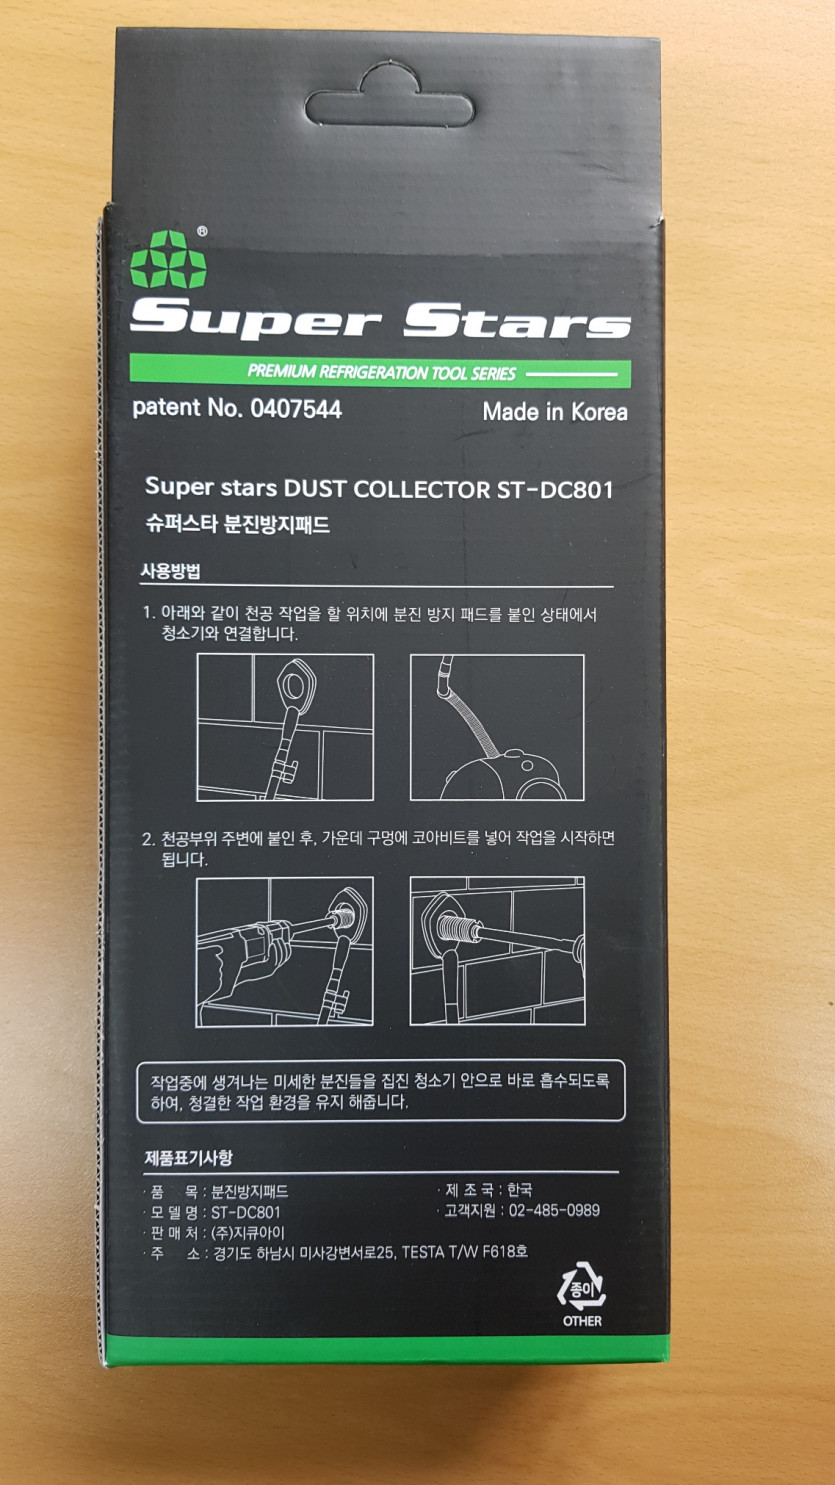 ®
Super Stars
PREMIUM REFRIGERATION TOOL SERIES
patent No. 0407544
Made in Korea
Super stars DUST COLLECTOR ST-DC801
슈퍼스타 분진방지패드
사용방법
1. 아래와 같이 천공 작업을 할 위치에 분진 방지 패드를 붙인 상태에서
청소기와 연결합니다.
2. 천공부위 주변에 붙인 후, 가운데 구멍에 코아비트를 넣어 작업을 시작하면
됩니다.
작업중에 생겨나는 미세한 분진들을 집진 청소기 안으로 바로 흡수되도록
하여, 청결한 작업 환경을 유지 해줍니다.
제품표기사항
· 품 목 : 분진방지패드
· 모 델 명 : ST-DC801
· 판 매 처 : (주)지큐아이
· 주 소 : 경기도 하남시 미사강변서로25, TESTA T/W F618호
· 제 조 국 : 한국
· 고객지원 : 02-485-0989
종이
OTHER